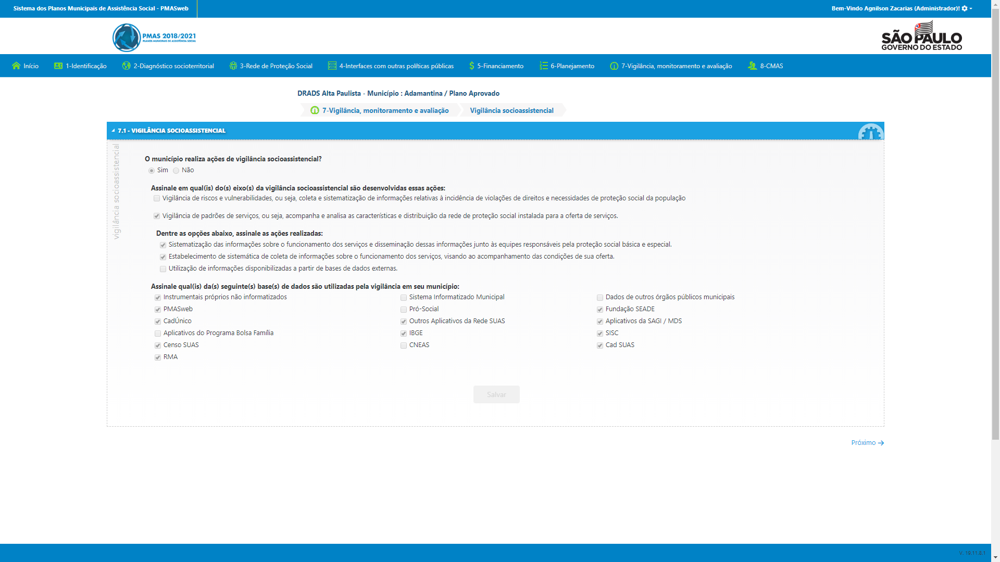 Sistema dos Planos Municipais de Assistência Social - PMASweb
Bem-Vindo Agnilson Zacarias (Administrador)!
PMAS 2018/2021
PLANOS MUNICIPAIS DE ASSISTÊNCIA SOCIAL
SÃO PAULO
GOVERNO DO ESTADO
Início
1-Identificação
2-Diagnóstico socioterritorial
3-Rede de Proteção Social
4-Interfaces com outras políticas públicas
5-Financiamento
6-Planejamento
7-Vigilância, monitoramento e avaliação
8-CMAS
DRADS Alta Paulista - Município : Adamantina / Plano Aprovado
7-Vigilância, monitoramento e avaliação
Vigilância socioassistencial
7.1 - VIGILÂNCIA SOCIOASSISTENCIAL
vigilância socioassistencial
O município realiza ações de vigilância socioassistencial?
Sim Não
Assinale em qual(is) do(s) eixo(s) da vigilância socioassistencial são desenvolvidas essas ações:
Vigilância de riscos e vulnerabilidades, ou seja, coleta e sistematização de informações relativas à incidência de violações de direitos e necessidades de proteção social da população
Vigilância de padrões de serviços, ou seja, acompanha e analisa as características e distribuição da rede de proteção social instalada para a oferta de serviços.
Dentre as opções abaixo, assinale as ações realizadas:
Sistematização das informações sobre o funcionamento dos serviços e disseminação dessas informações junto às equipes responsáveis pela proteção social básica e especial.
Estabelecimento de sistemática de coleta de informações sobre o funcionamento dos serviços, visando ao acompanhamento das condições de sua oferta.
Utilização de informações disponibilizadas a partir de bases de dados externas.
Assinale qual(is) da(s) seguinte(s) base(s) de dados são utilizadas pela vigilância em seu município:
Instrumentais próprios não informatizados
Sistema Informatizado Municipal
Dados de outros órgãos públicos municipais
PMASweb
Pró-Social
Fundação SEADE
CadÚnico
Outros Aplicativos da Rede SUAS
Aplicativos da SAGI / MDS
Aplicativos do Programa Bolsa Família
IBGE
SISC
Censo SUAS
CNEAS
Cad SUAS
RMA
Salvar
Próximo
V. 19.11.8.1